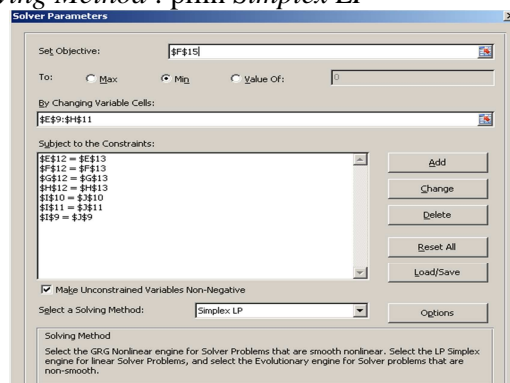 ving Method : pilih Simplex LP
Solver Parameters
Set Objective: $F$15
To: Max Min Value Of: 0
By Changing Variable Cells:
$E$9:$H$11
Subject to the Constraints:
$E$12 = $E$13
$F$12 = $F$13
$G$12 = $G$13
$H$12 = $H$13
$I$10 = $J$10
$I$11 = $J$11
$I$9 = $J$9
Add
Change
Delete
Reset All
Load/Save
Make Unconstrained Variables Non-Negative
Select a Solving Method: Simplex LP Options
Solving Method
Select the GRG Nonlinear engine for Solver Problems that are smooth nonlinear. Select the LP Simplex
engine for linear Solver Problems, and select the Evolutionary engine for Solver problems that are
non-smooth.